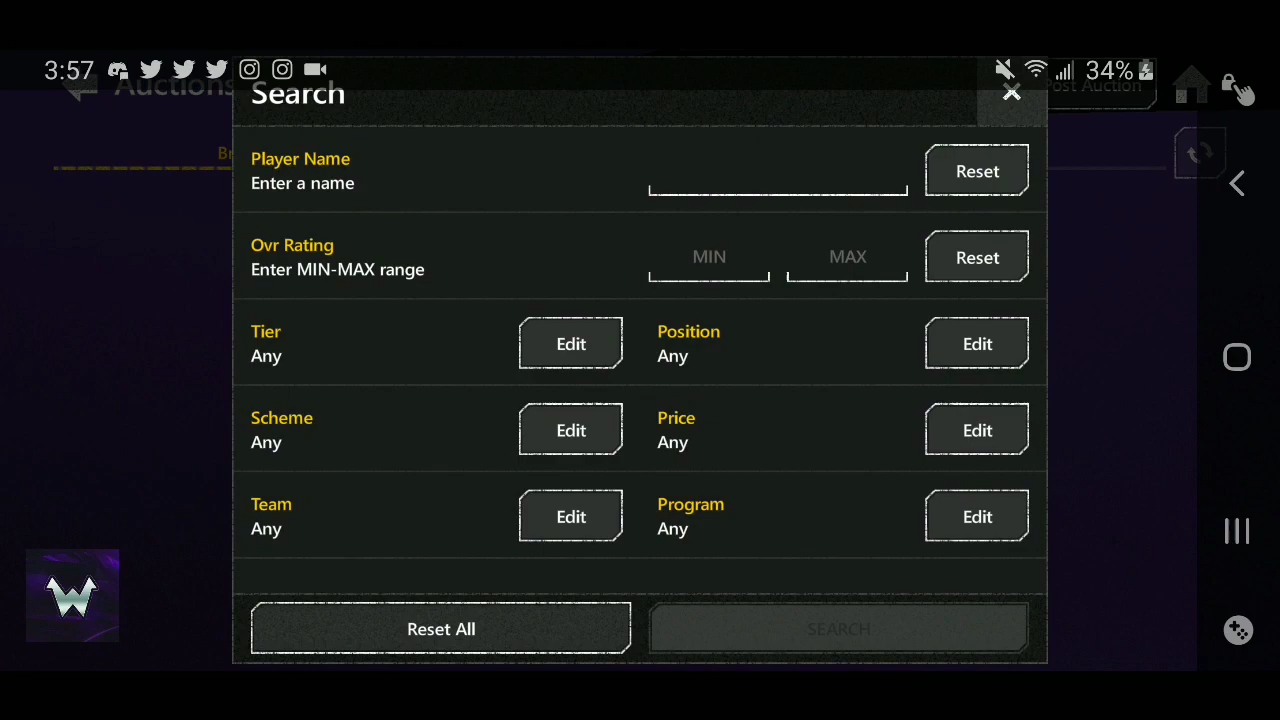 3:57
34%
Auctions
Post Auction
Br
Search
Player Name
Enter a name
Reset
Ovr Rating
Enter MIN-MAX range
MIN
MAX
Reset
Tier
Any
Edit
Position
Any
Edit
Scheme
Any
Edit
Price
Any
Edit
Team
Any
Edit
Program
Any
Edit
Reset All
SEARCH
W